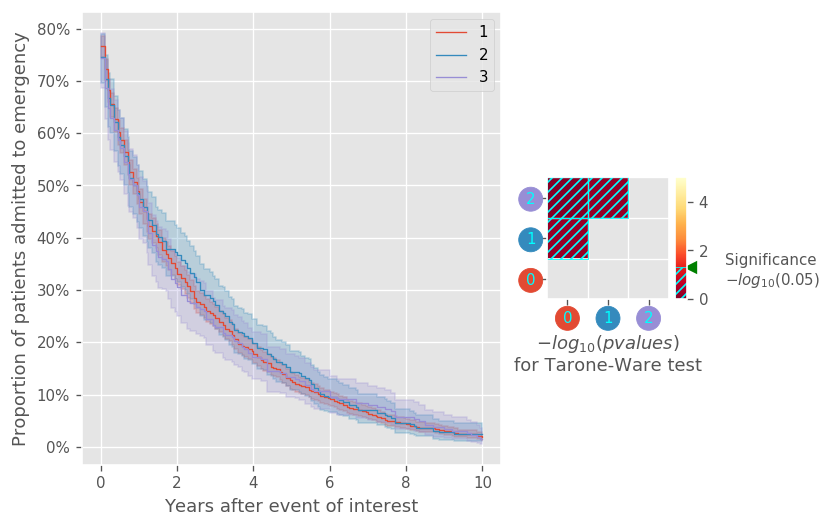 80%
70%
60%
50%
40%
30%
20%
10%
0%
Proportion of patients admitted to emergency
0 2 4 6 8 10
Years after event of interest
1
2
3
2
1
0
0 1 2
4
2
0
Significance
−log₁₀(0.05)
−log₁₀(pvalues)
for Tarone-Ware test